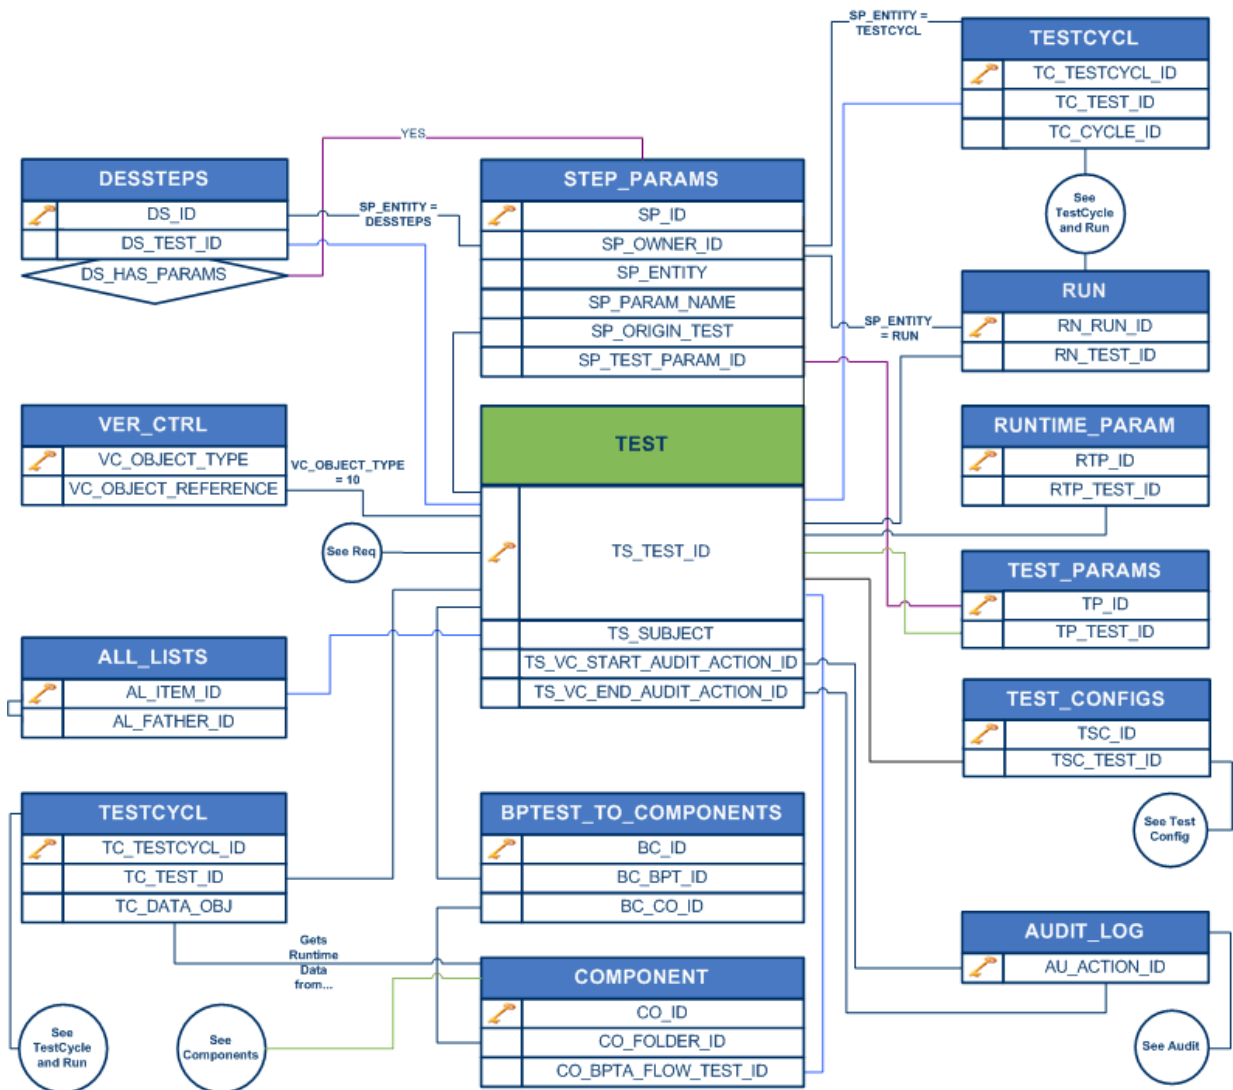 SP_ENTITY =
TESTCYCL
TESTCYCL
TC_TESTCYCL_ID
TC_TEST_ID
TC_CYCLE_ID
YES
DESSTEPS
DS_ID
DS_TEST_ID
DS_HAS_PARAMS
SP_ENTITY =
DESSTEPS
STEP_PARAMS
SP_ID
SP_OWNER_ID
SP_ENTITY
SP_PARAM_NAME
SP_ORIGIN_TEST
SP_TEST_PARAM_ID
See
TestCycle
and Run
SP_ENTITY
= RUN
RUN
RN_RUN_ID
RN_TEST_ID
VER_CTRL
VC_OBJECT_TYPE
VC_OBJECT_REFERENCE
VC_OBJECT_TYPE
= 10
TEST
TS_TEST_ID
TS_SUBJECT
TS_VC_START_AUDIT_ACTION_ID
TS_VC_END_AUDIT_ACTION_ID
RUNTIME_PARAM
RTP_ID
RTP_TEST_ID
See Req
TEST_PARAMS
TP_ID
TP_TEST_ID
ALL_LISTS
AL_ITEM_ID
AL_FATHER_ID
TEST_CONFIGS
TSC_ID
TSC_TEST_ID
See Test
Config
TESTCYCL
TC_TESTCYCL_ID
TC_TEST_ID
TC_DATA_OBJ
BPTEST_TO_COMPONENTS
BC_ID
BC_BPT_ID
BC_CO_ID
Gets
Runtime
Data
from...
COMPONENT
CO_ID
CO_FOLDER_ID
CO_BPTA_FLOW_TEST_ID
AUDIT_LOG
AU_ACTION_ID
See
TestCycle
and Run
See
Components
See Audit